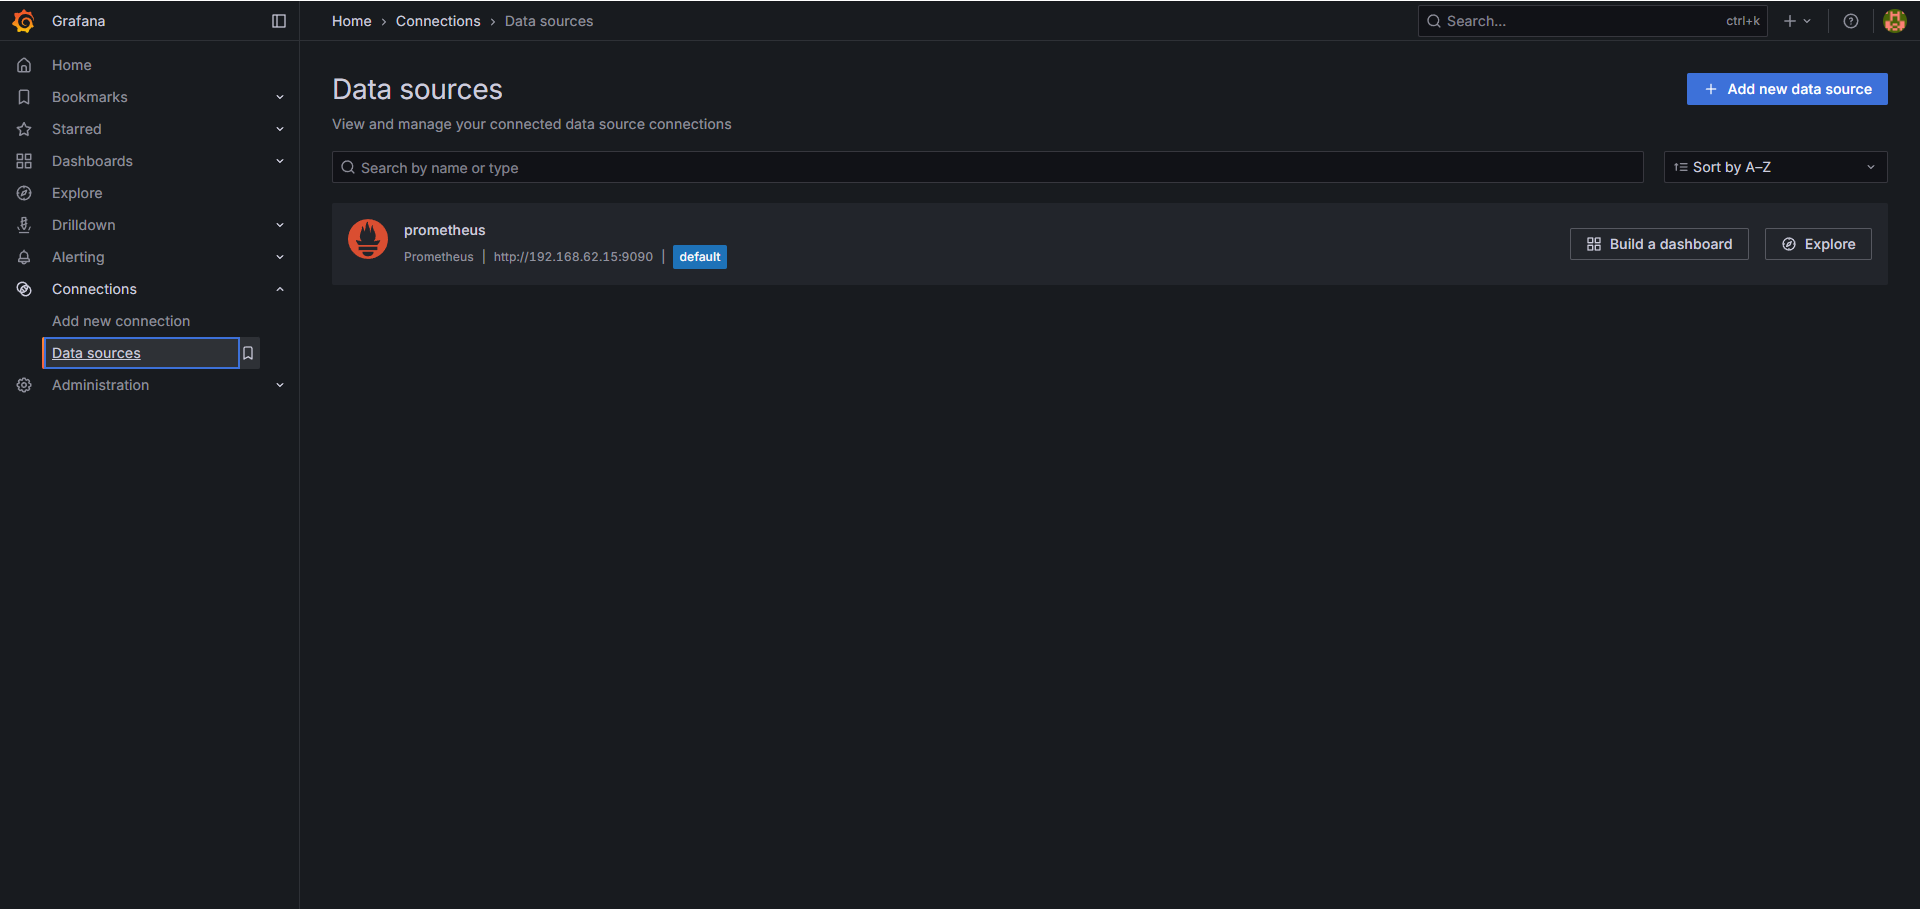 Grafana
Home › Connections › Data sources
Search... ctrl+k
Home
Bookmarks
Starred
Dashboards
Explore
Drilldown
Alerting
Connections
Add new connection
Data sources
Administration
Data sources
Add new data source
View and manage your connected data source connections
Search by name or type
Sort by A–Z
prometheus
Prometheus | http://192.168.62.15:9090 | default
Build a dashboard
Explore